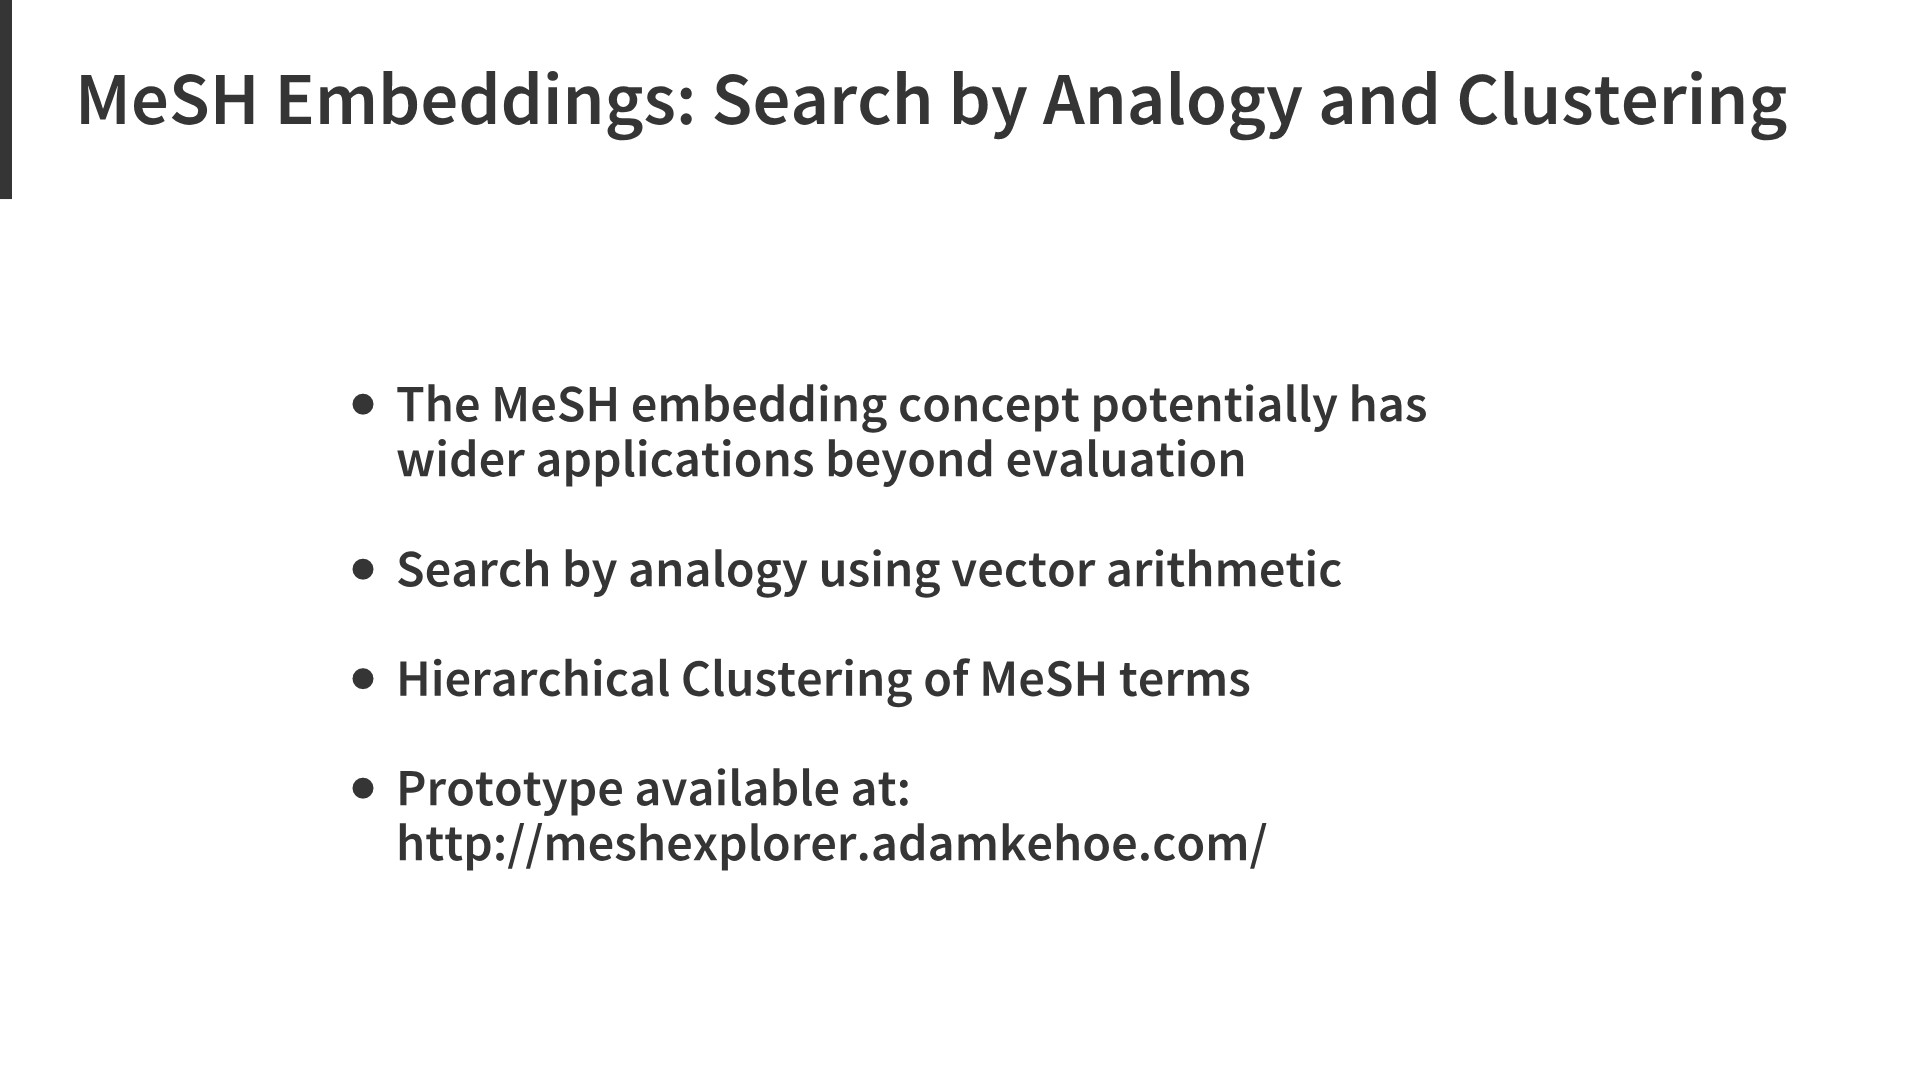 MeSH Embeddings: Search by Analogy and Clustering
• The MeSH embedding concept potentially has
wider applications beyond evaluation
• Search by analogy using vector arithmetic
• Hierarchical Clustering of MeSH terms
• Prototype available at:
http://meshexplorer.adamkehoe.com/